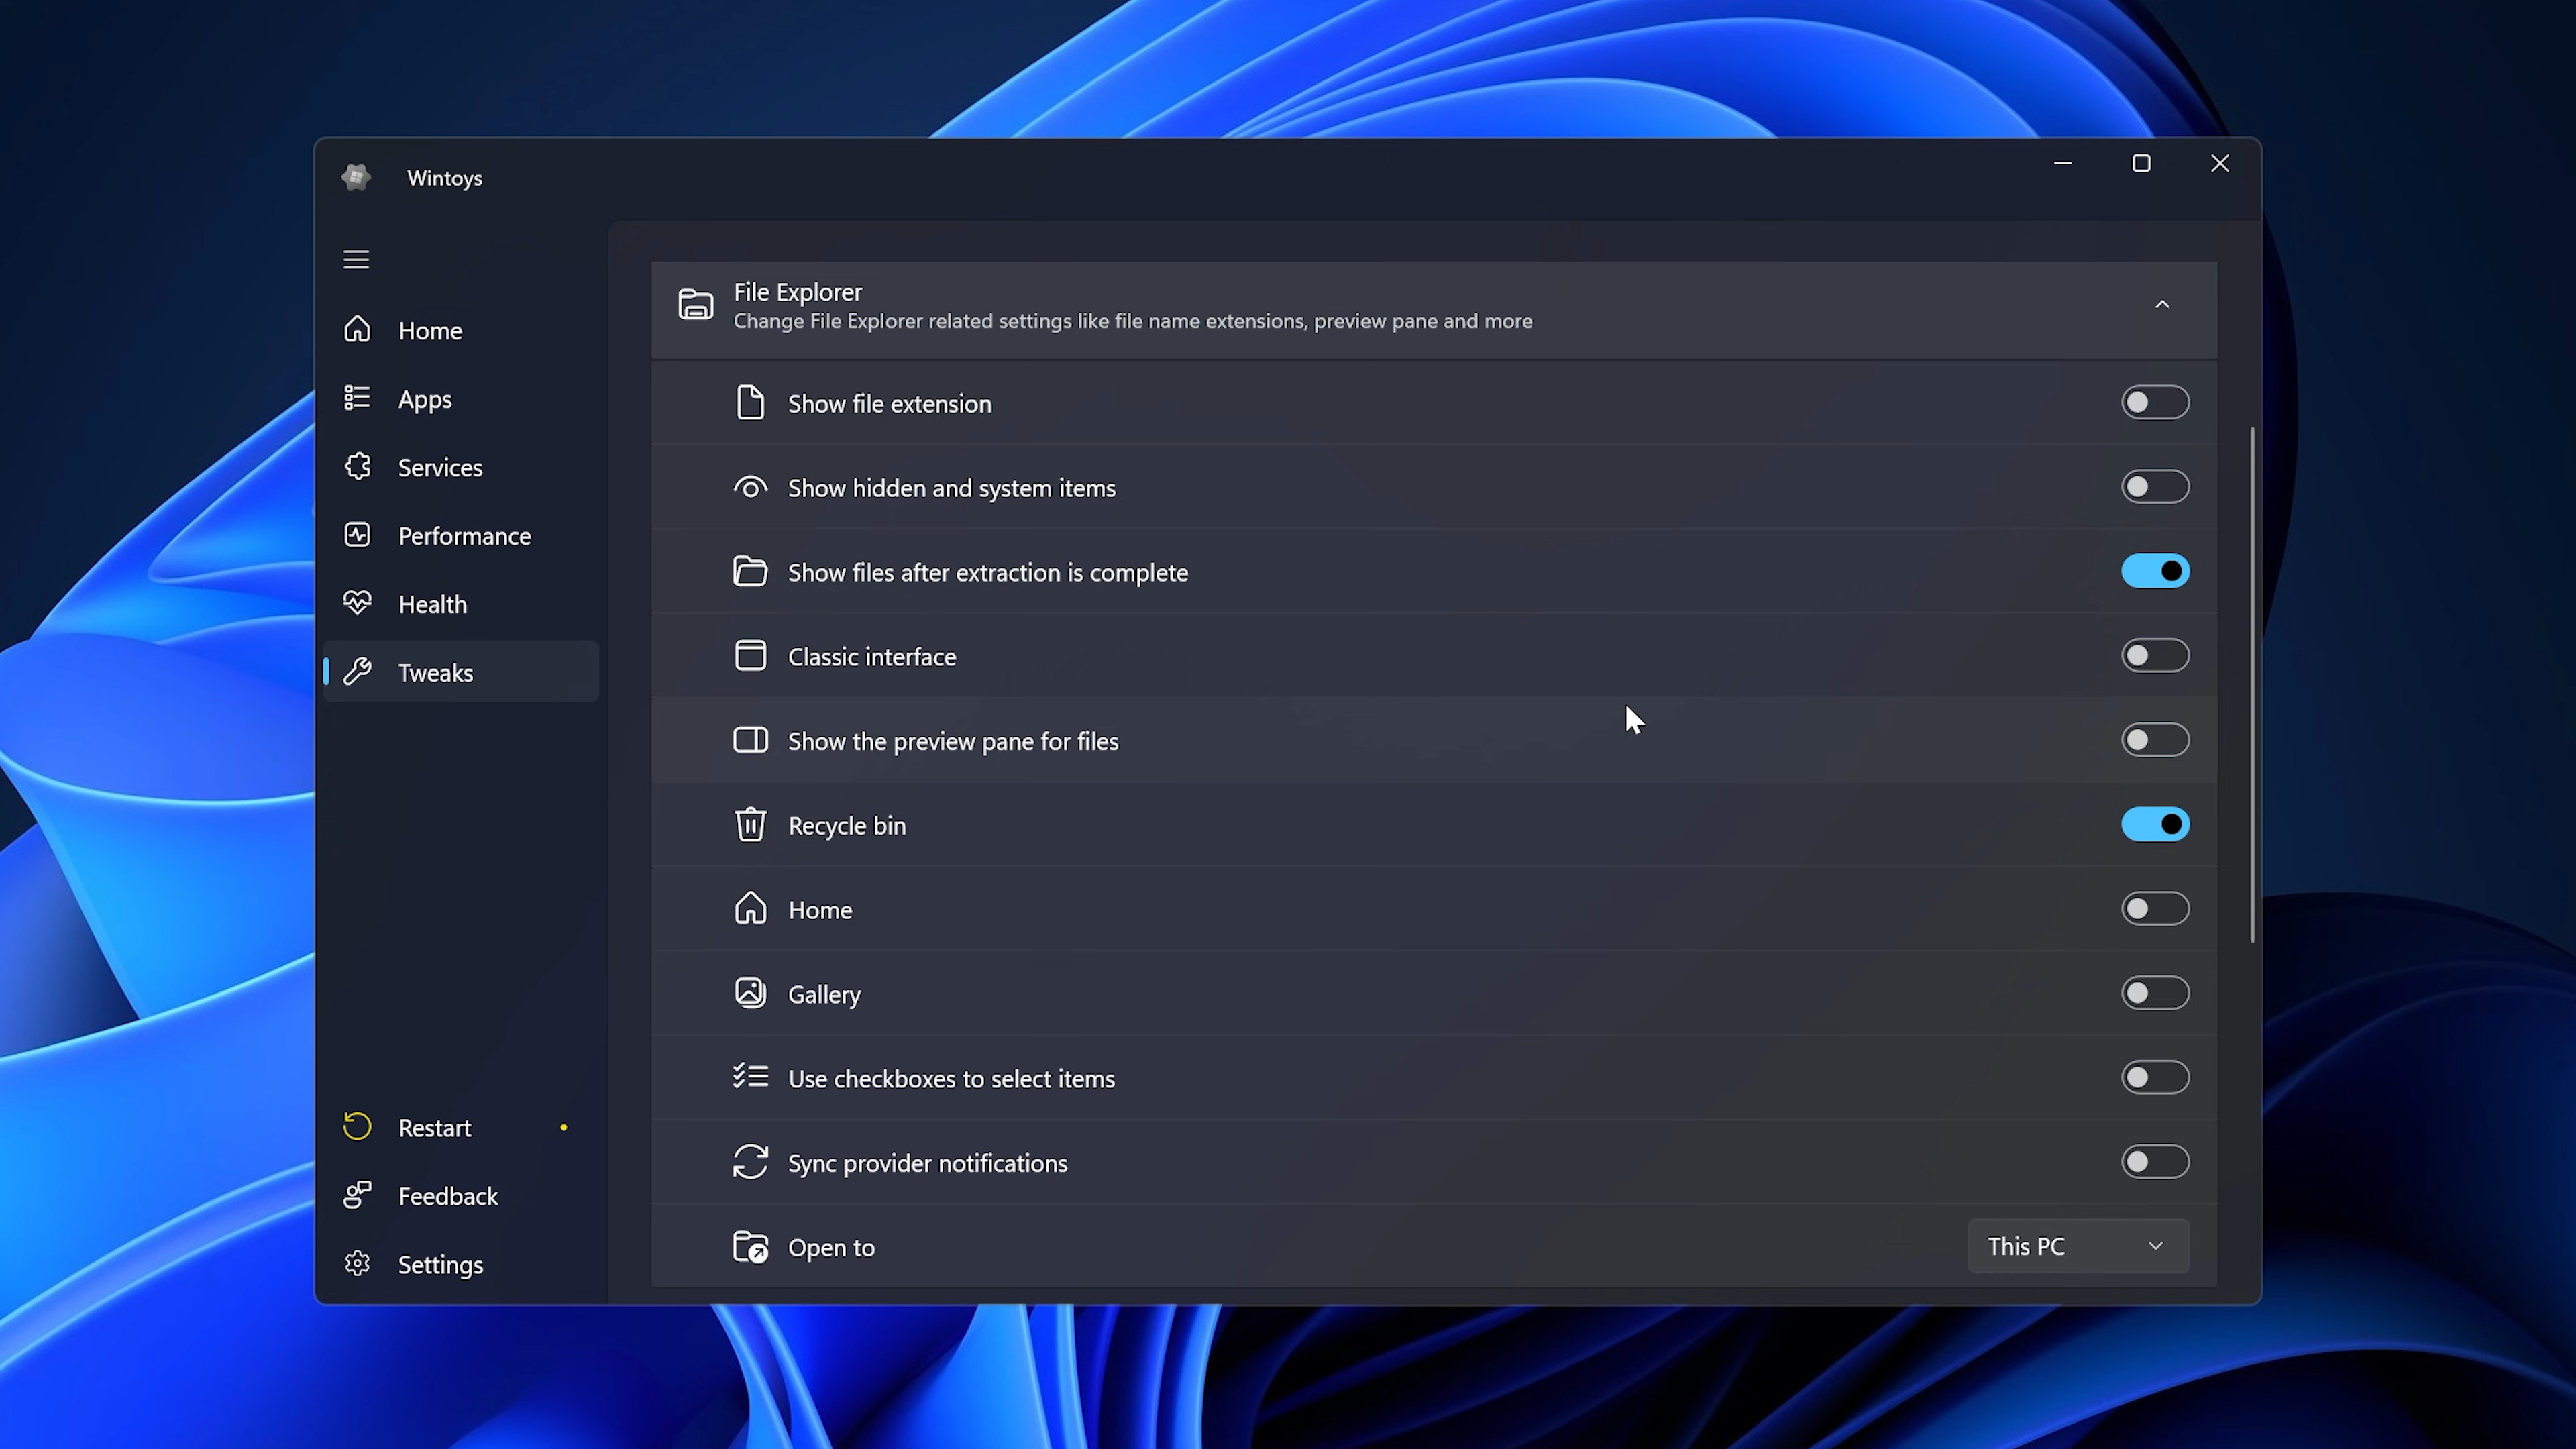 Wintoys
Home
Apps
Services
Performance
Health
Tweaks
Restart
Feedback
Settings
File Explorer
Change File Explorer related settings like file name extensions, preview pane and more
Show file extension
Show hidden and system items
Show files after extraction is complete
Classic interface
Show the preview pane for files
Recycle bin
Home
Gallery
Use checkboxes to select items
Sync provider notifications
Open to
This PC